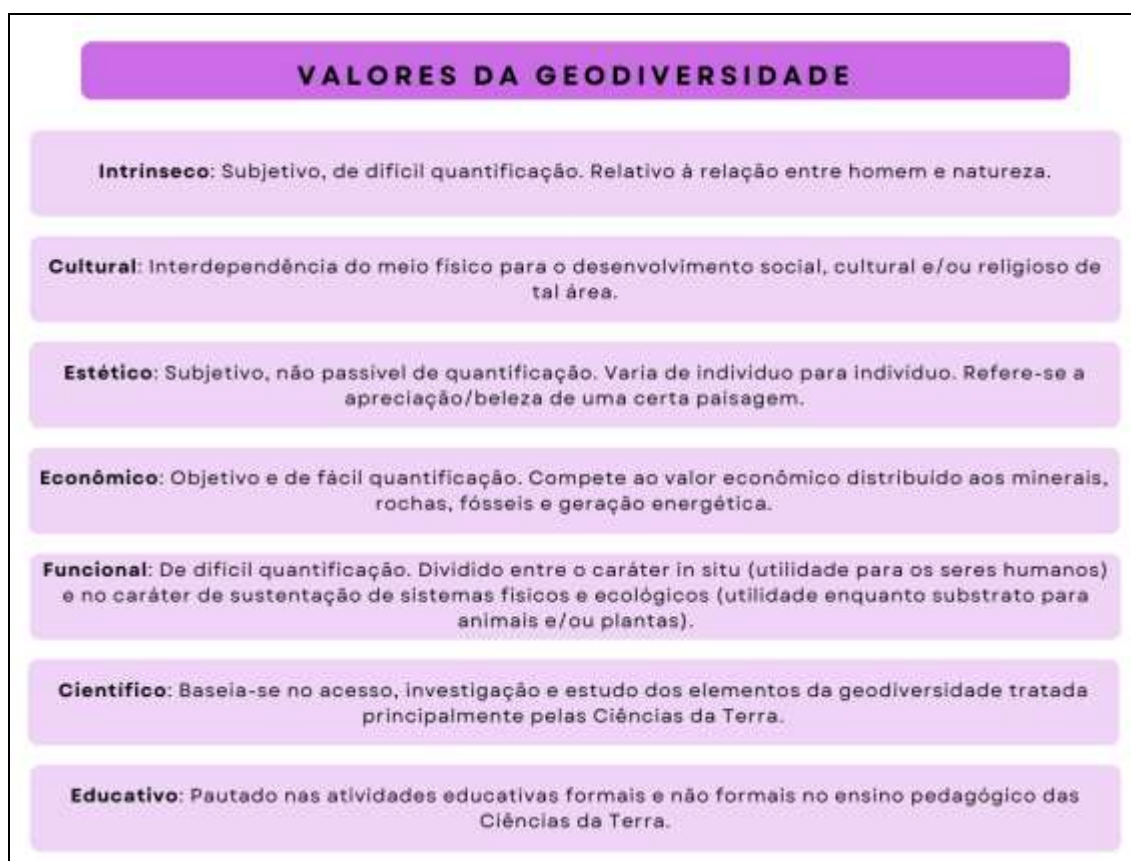 VALORES DA GEODIVERSIDADE
Intrínseco: Subjetivo, de difícil quantificação. Relativo à relação entre homem e natureza.
Cultural: Interdependência do meio físico para o desenvolvimento social, cultural e/ou religioso de
tal área.
Estético: Subjetivo, não passível de quantificação. Varia de indivíduo para indivíduo. Refere-se a
apreciação/beleza de uma certa paisagem.
Econômico: Objetivo e de fácil quantificação. Compete ao valor econômico distribuído aos minerais,
rochas, fósseis e geração energética.
Funcional: De difícil quantificação. Dividido entre o caráter in situ (utilidade para os seres humanos)
e no caráter de sustentação de sistemas físicos e ecológicos (utilidade enquanto substrato para
animais e/ou plantas).
Científico: Baseia-se no acesso, investigação e estudo dos elementos da geodiversidade tratada
principalmente pelas Ciências da Terra.
Educativo: Pautado nas atividades educativas formais e não formais no ensino pedagógico das
Ciências da Terra.